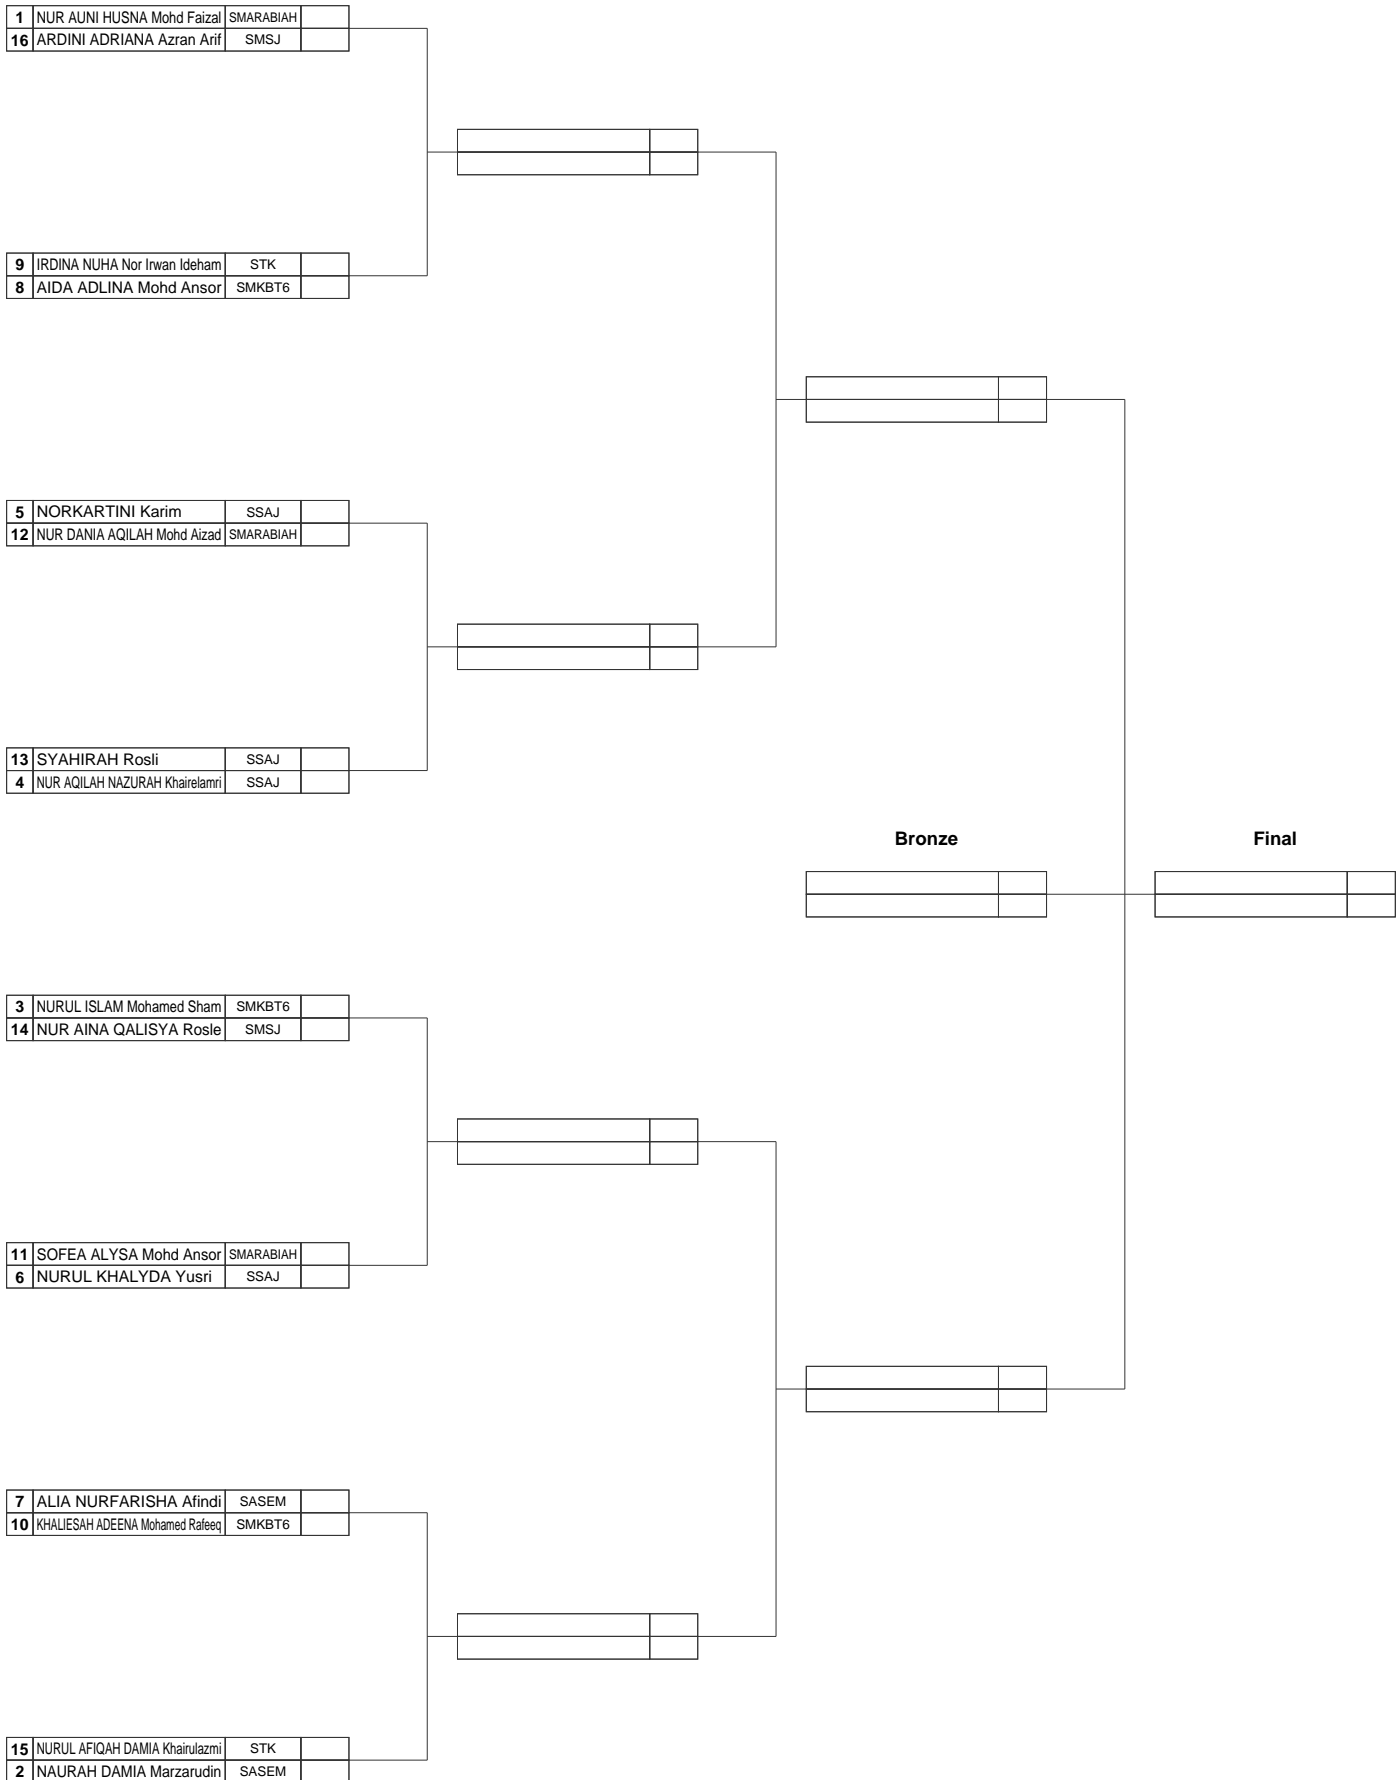 1 NUR AUNI HUSNA Mohd Faizal SMARABIAH
16 ARDINI ADRIANA Azran Arif SMSJ
9 IRDINA NUHA Nor Irwan Ideham STK
8 AIDA ADLINA Mohd Ansor SMKBT6
5 NORKARTINI Karim SSAJ
12 NUR DANIA AQILAH Mohd Aizad SMARABIAH
13 SYAHIRAH Rosli SSAJ
4 NUR AQILAH NAZURAH Khairelamri SSAJ
Bronze Final
3 NURUL ISLAM Mohamed Sham SMKBT6
14 NUR AINA QALISYA Rosle SMSJ
11 SOFEA ALYSA Mohd Ansor SMARABIAH
6 NURUL KHALYDA Yusri SSAJ
7 ALIA NURFARISHA Afindi SASEM
10 KHALIESAH ADEENA Mohamed Rafeeq SMKBT6
15 NURUL AFIQAH DAMIA Khairulazmi STK
2 NAURAH DAMIA Marzarudin SASEM